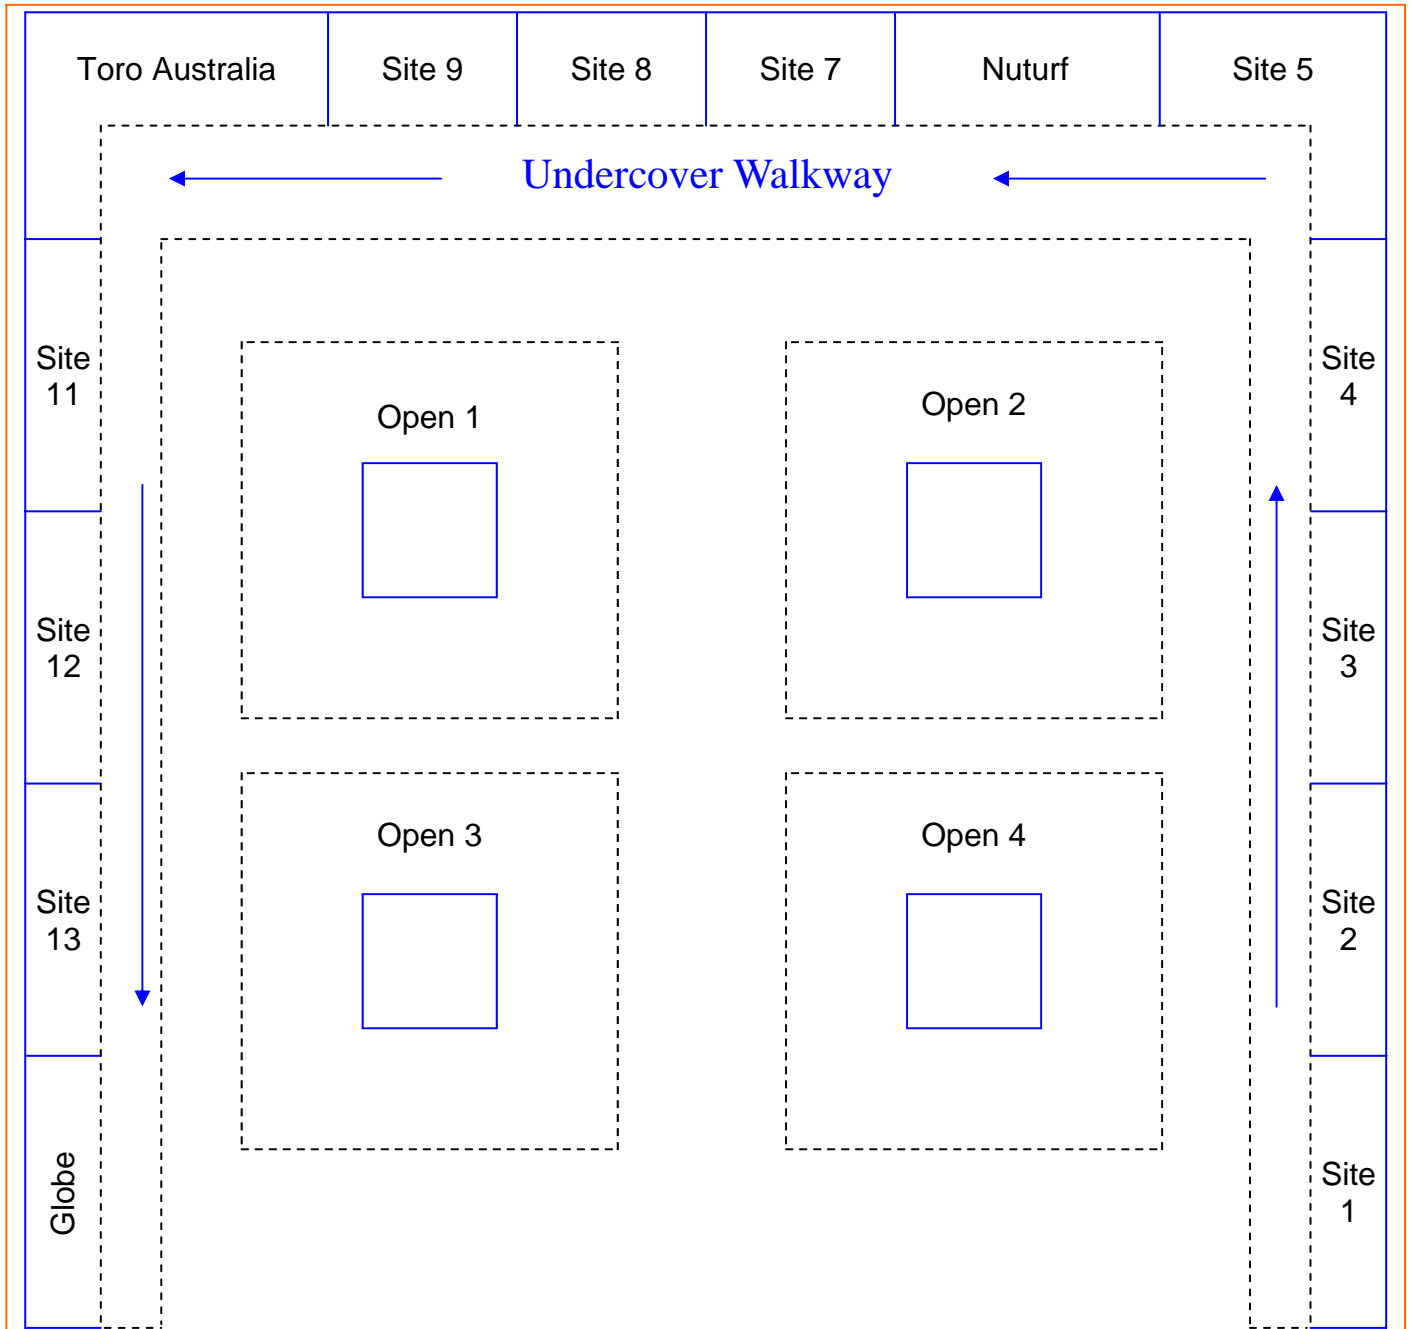 Toro Australia
Site 9
Site 8
Site 7
Nuturf
Site 5
Undercover Walkway
Site
11
Site
4
Open 1
Open 2
Site
12
Site
3
Open 3
Open 4
Site
13
Site
2
Globe
Site
1